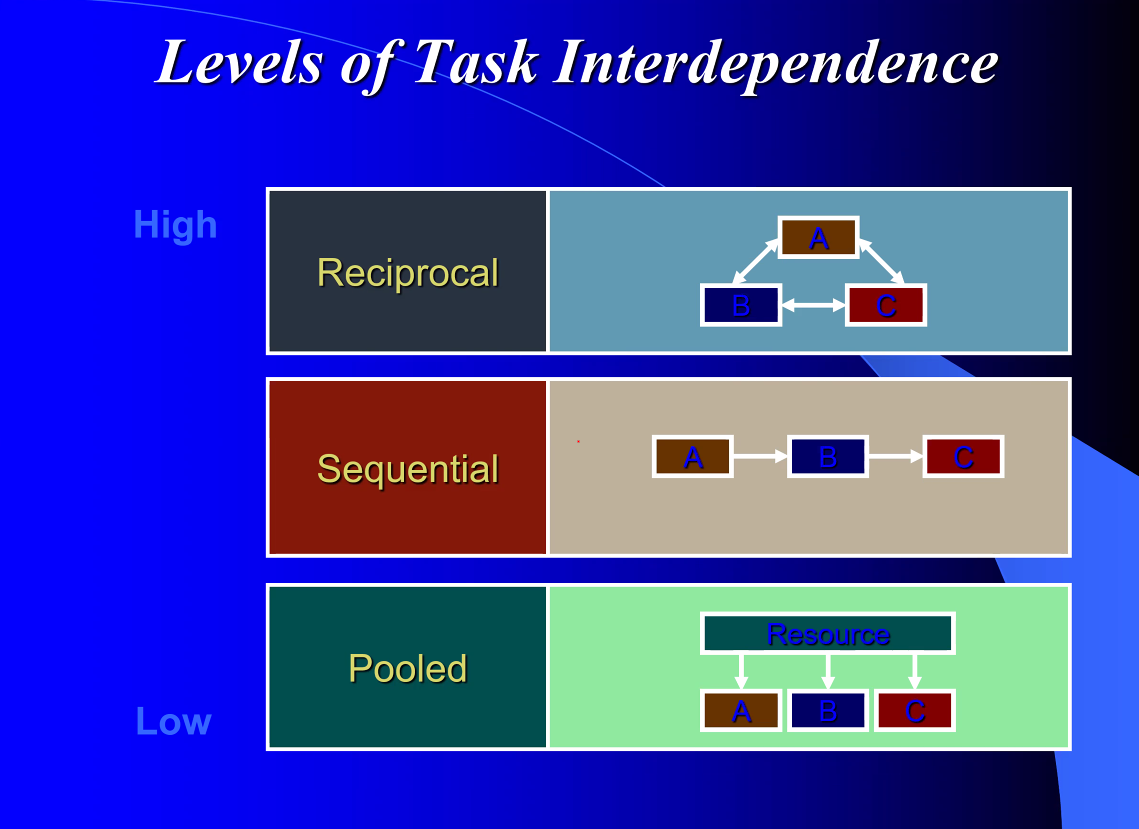 Levels of Task Interdependence
High
Reciprocal
A
B C
Sequential
A B C
Pooled
Resource
A B C
Low